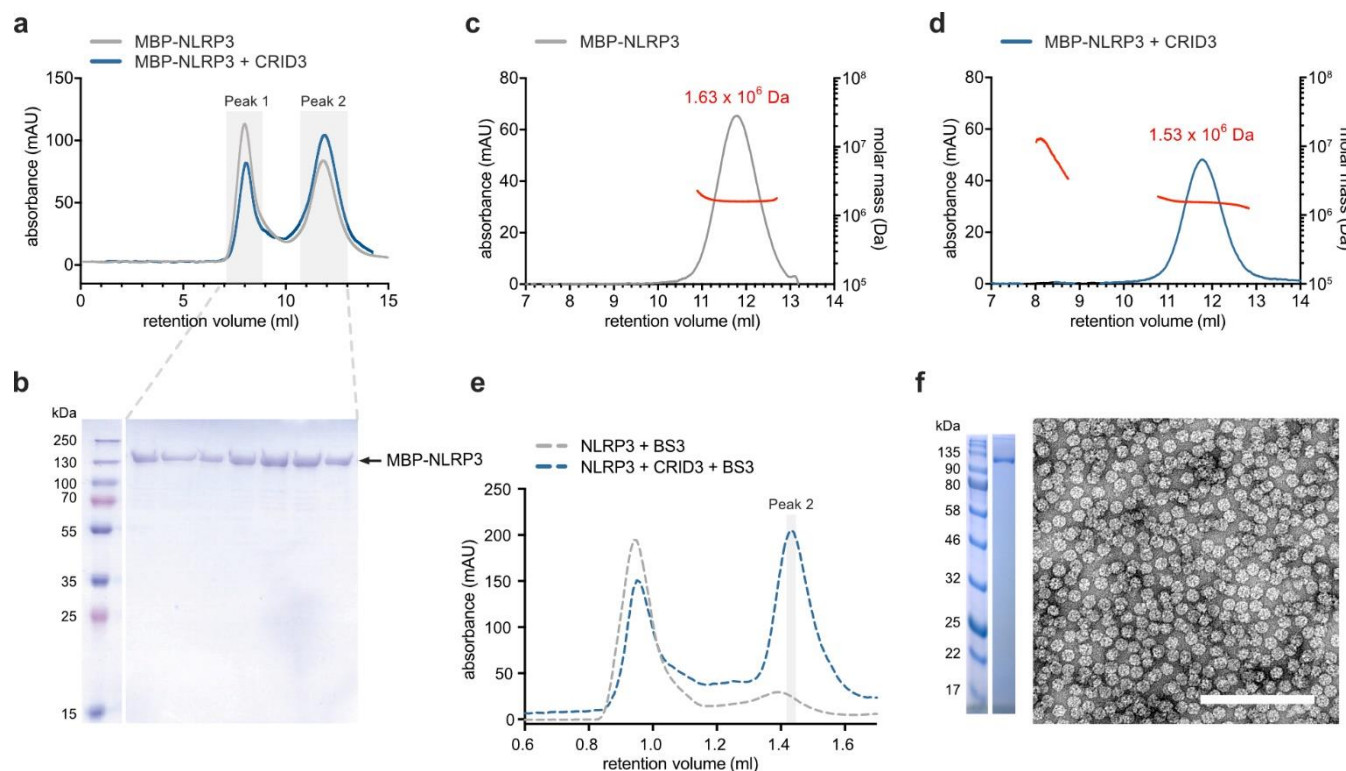 a
MBP-NLRP3
MBP-NLRP3 + CRID3
Peak 1
Peak 2
absorbance (mAU)
150
100
50
0
0
5
10
15
retention volume (ml)
b
kDa
250
130
100
70
55
35
25
15
MBP-NLRP3
c
MBP-NLRP3
1.63 x 10⁶ Da
absorbance (mAU)
80
60
40
20
0
molar mass (Da)
10⁸
10⁷
10⁶
10⁵
7
8
9
10
11
12
13
14
retention volume (ml)
d
MBP-NLRP3 + CRID3
1.53 x 10⁶ Da
absorbance (mAU)
80
60
40
20
0
molar mass (Da)
10⁸
10⁷
10⁶
10⁵
7
8
9
10
11
12
13
14
retention volume (ml)
e
NLRP3 + BS3
NLRP3 + CRID3 + BS3
Peak 2
absorbance (mAU)
250
200
150
100
50
0
0.6
0.8
1.0
1.2
1.4
1.6
retention volume (ml)
f
kDa
135
90
80
58
46
32
25
22
17